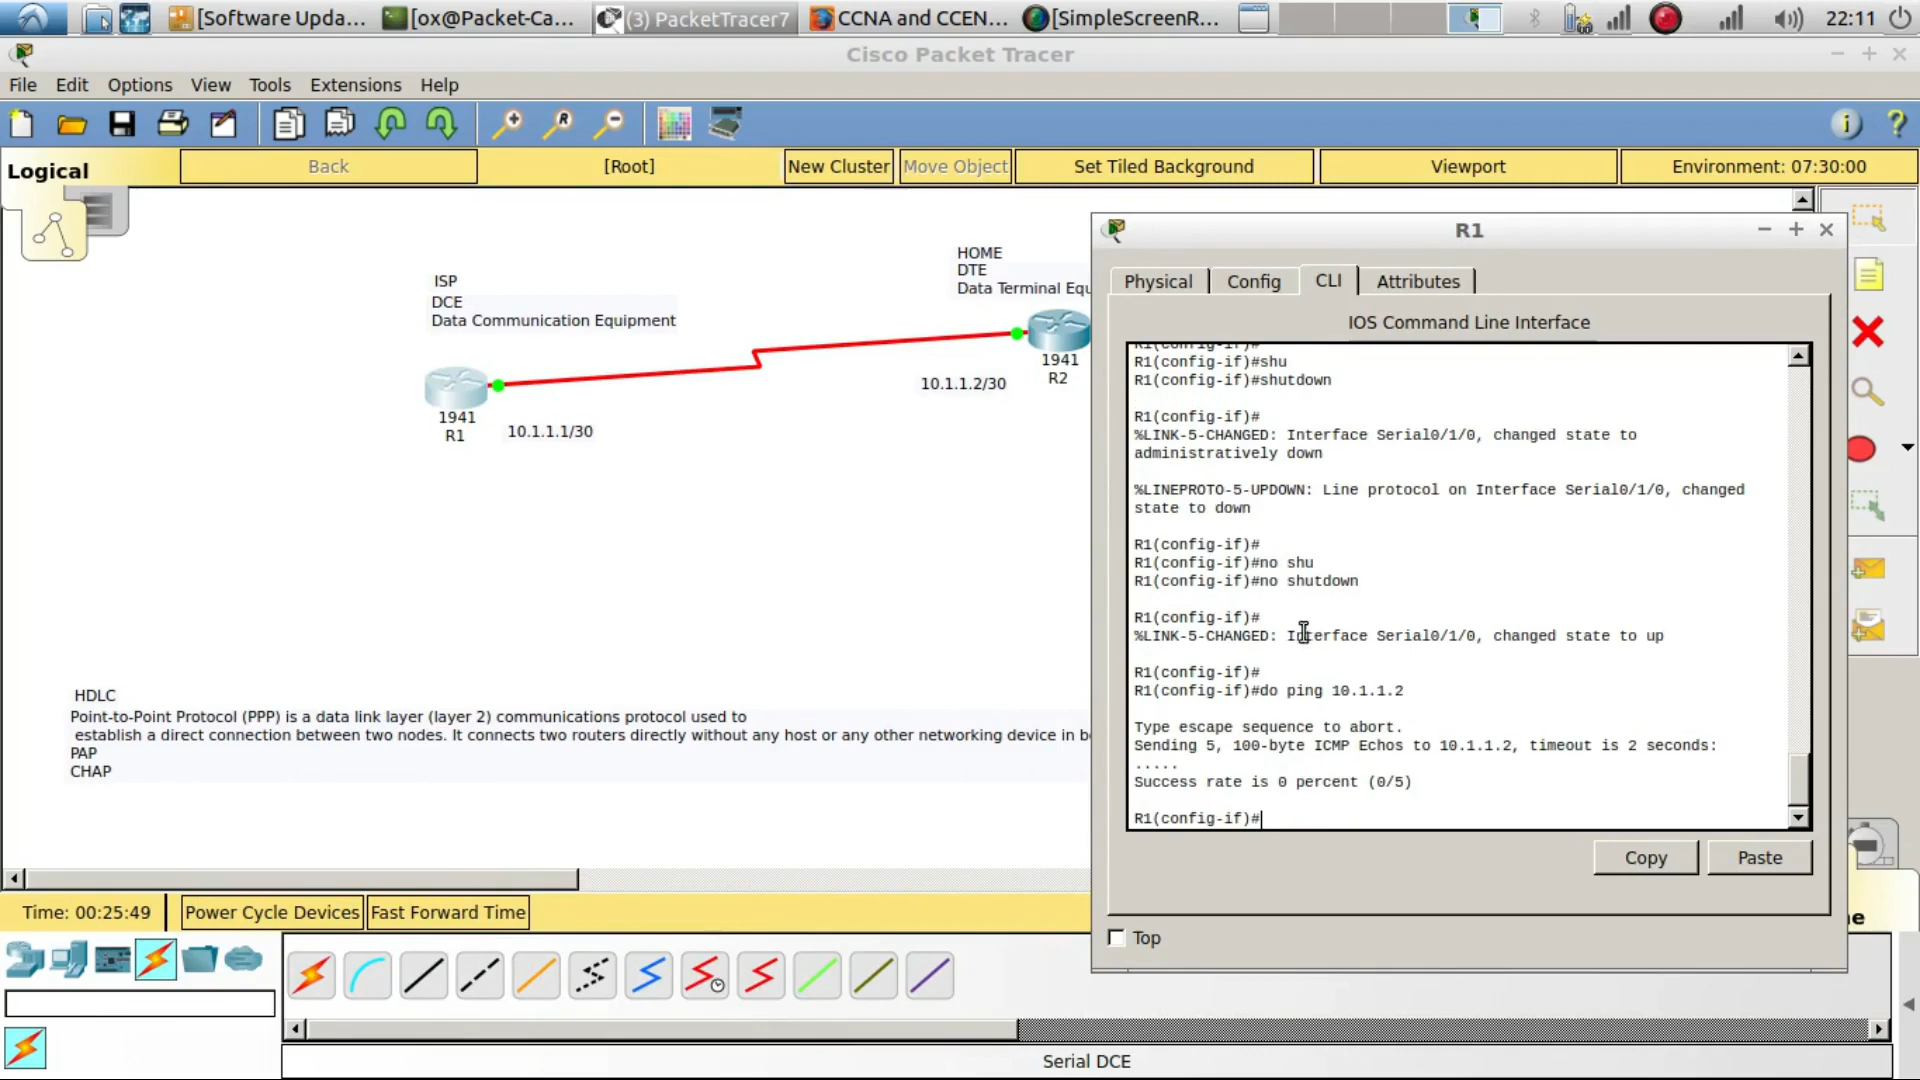 [Software Upda...
[ox@Packet-Ca...
(3) PacketTracer7
CCNA and CCEN...
[SimpleScreenR...
22:11
Cisco Packet Tracer
File Edit Options View Tools Extensions Help
Logical
Back
[Root]
New Cluster
Move Object
Set Tiled Background
Viewport
Environment: 07:30:00
ISP
DCE
Data Communication Equipment
1941
R1
10.1.1.1/30
HOME
DTE
Data Terminal Equ
1941
R2
10.1.1.2/30
HDLC
Point-to-Point Protocol (PPP) is a data link layer (layer 2) communications protocol used to
establish a direct connection between two nodes. It connects two routers directly without any host or any other networking device in be
PAP
CHAP
R1
Physical
Config
CLI
Attributes
IOS Command Line Interface
R1(config-if)#
R1(config-if)#shu
R1(config-if)#shutdown
R1(config-if)#
%LINK-5-CHANGED: Interface Serial0/1/0, changed state to
administratively down
%LINEPROTO-5-UPDOWN: Line protocol on Interface Serial0/1/0, changed
state to down
R1(config-if)#
R1(config-if)#no shu
R1(config-if)#no shutdown
R1(config-if)#
%LINK-5-CHANGED: Interface Serial0/1/0, changed state to up
R1(config-if)#
R1(config-if)#do ping 10.1.1.2
Type escape sequence to abort.
Sending 5, 100-byte ICMP Echos to 10.1.1.2, timeout is 2 seconds:
.....
Success rate is 0 percent (0/5)
R1(config-if)#
Copy
Paste
Top
Time: 00:25:49
Power Cycle Devices
Fast Forward Time
Serial DCE